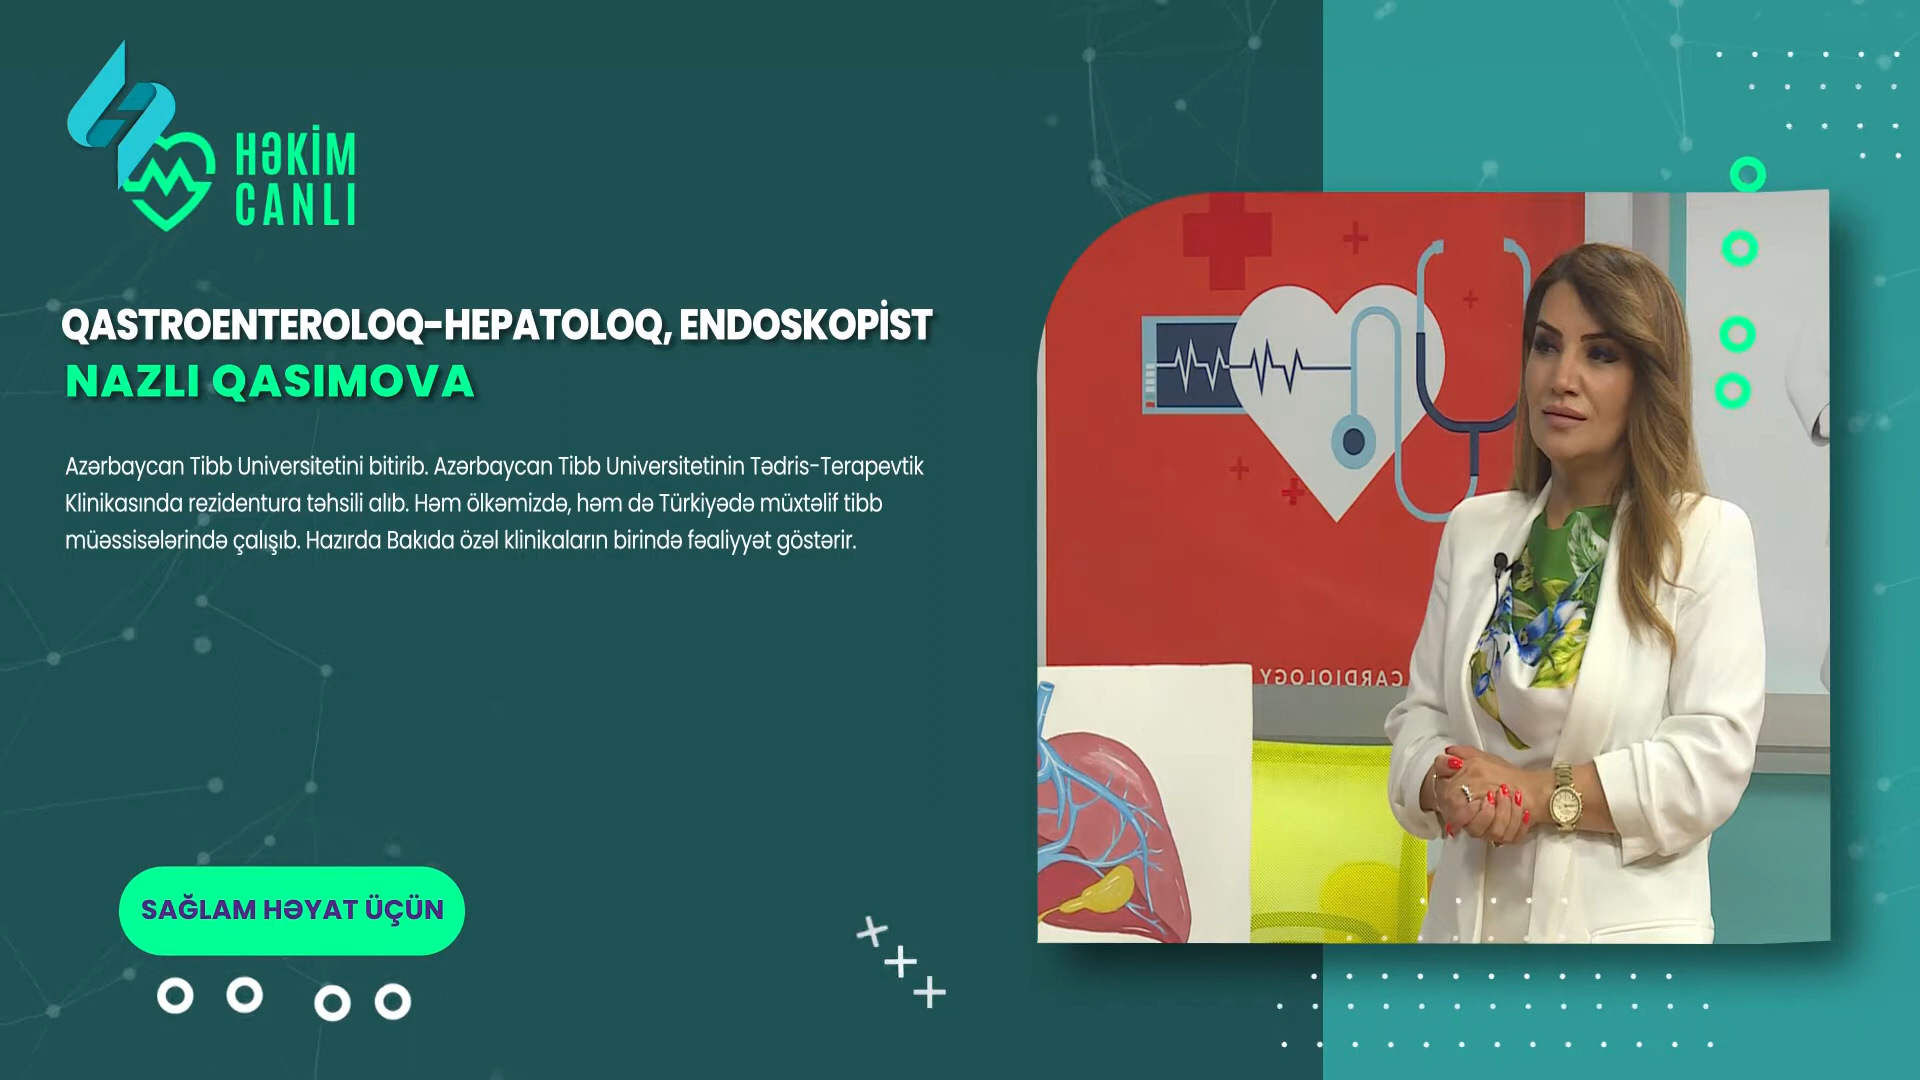 HƏKİM
CANLI
QASTROENTEROLOQ-HEPATOLOQ, ENDOSKOPİST
NAZLI QASIMOVA
Azərbaycan Tibb Universitetini bitirib. Azərbaycan Tibb Universitetinin Tədris-Terapevtik
Klinikasında rezidentura təhsili alıb. Həm ölkəmizdə, həm də Türkiyədə müxtəlif tibb
müəssisələrində çalışıb. Hazırda Bakıda özəl klinikaların birində fəaliyyət göstərir.
CARDIOLOGY
SAĞLAM HƏYAT ÜÇÜN